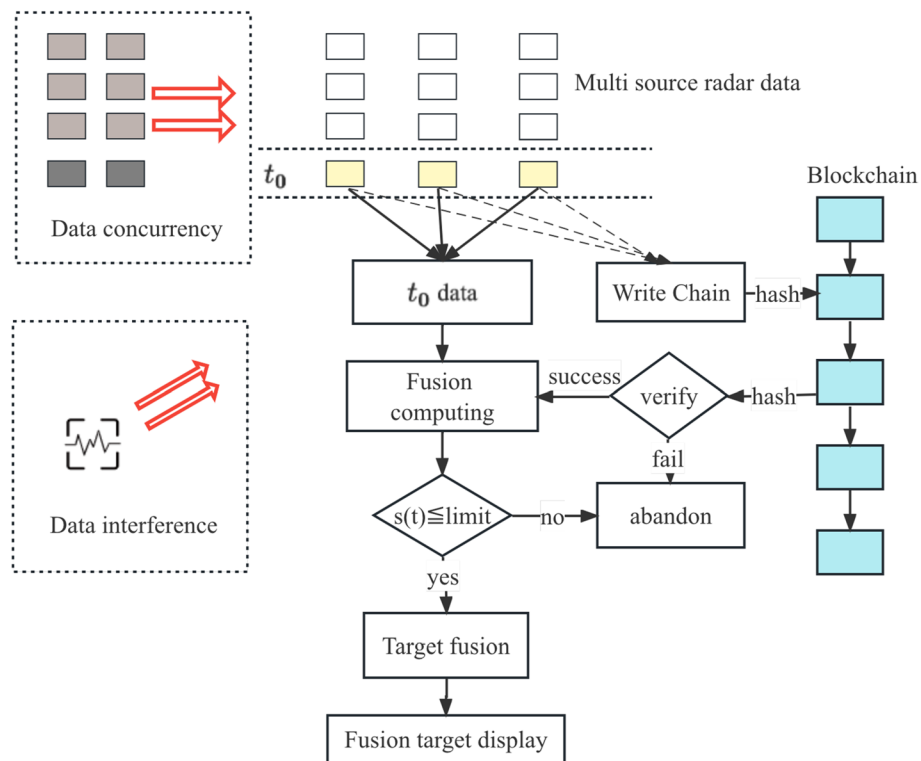 Multi source radar data
t₀
Data concurrency
Blockchain
t₀ data
Write Chain
hash
Fusion
computing
success
verify
hash
fail
Data interference
s(t)≦limit
no
abandon
yes
Target fusion
Fusion target display